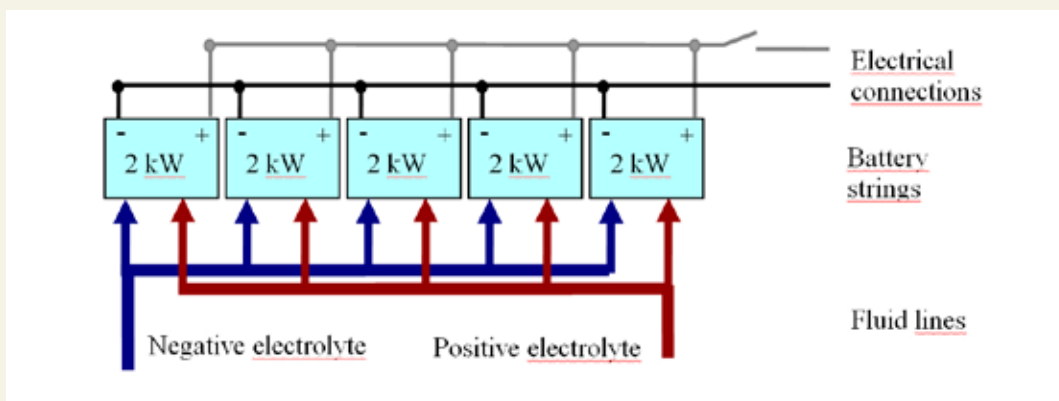 Electrical
connections
- + - + - + - + - +
2 kW 2 kW 2 kW 2 kW 2 kW
Battery
strings
Negative electrolyte Positive electrolyte
Fluid lines